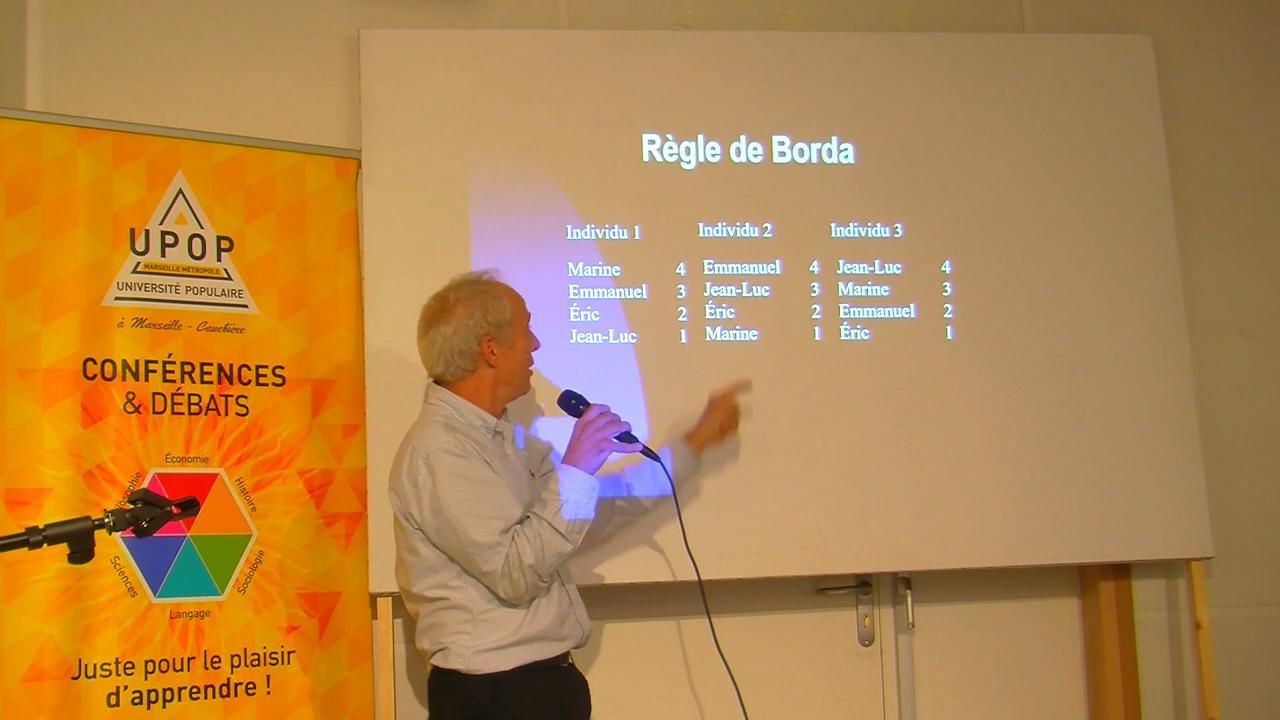 UPOP
MARSEILLE MÉTROPOLE
UNIVERSITÉ POPULAIRE
à Marseille - Canebière
CONFÉRENCES
& DÉBATS
Économie
Histoire
Sociologie
Langage
Sciences
Juste pour le plaisir
d'apprendre !
Règle de Borda
Individu 1 Individu 2 Individu 3
Marine 4 Emmanuel 4 Jean-Luc 4
Emmanuel 3 Jean-Luc 3 Marine 3
Éric 2 Éric 2 Emmanuel 2
Jean-Luc 1 Marine 1 Éric 1